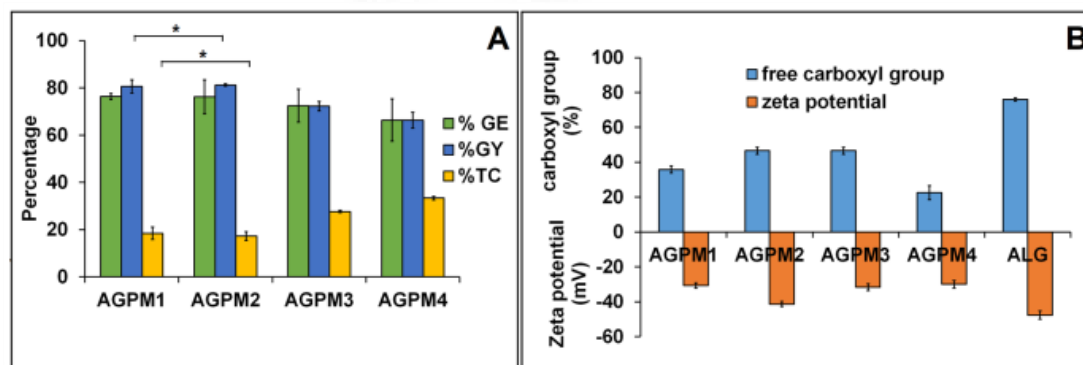 A
100
80
60
40
20
0
Percentage
*
*
% GE
%GY
%TC
AGPM1 AGPM2 AGPM3 AGPM4
B
100
80
60
40
20
0
-20
-40
-60
carboxyl group
(%)
Zeta potential
(mV)
free carboxyl group
zeta potential
AGPM1 AGPM2 AGPM3 AGPM4 ALG